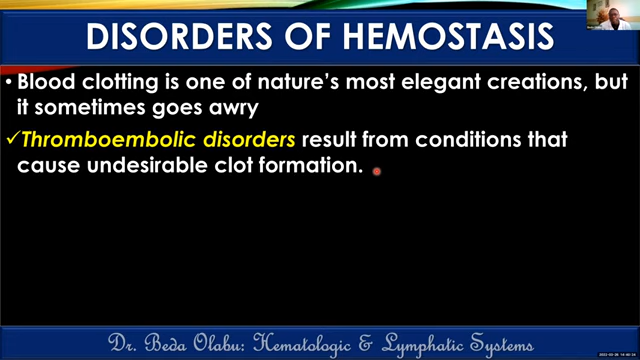 DISORDERS OF HEMOSTASIS
• Blood clotting is one of nature's most elegant creations, but
it sometimes goes awry
✓Thromboembolic disorders result from conditions that
cause undesirable clot formation.
Dr. Beda Olabu: Hematologic & Lymphatic Systems